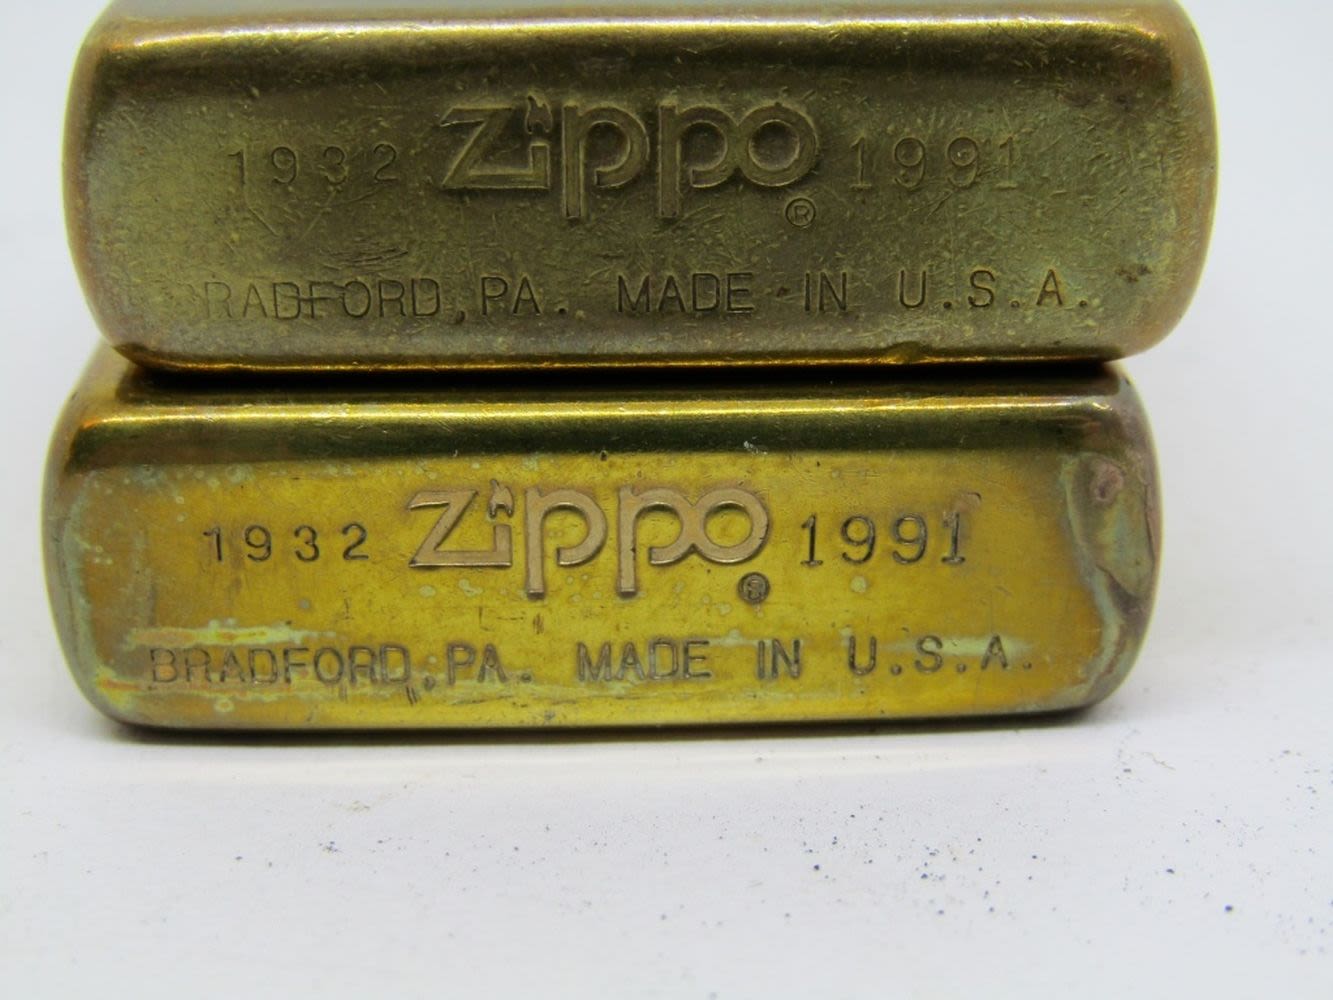 1932 Zippo 1991
®
BRADFORD, PA. MADE IN U.S.A.
1932 Zippo 1991
®
BRADFORD, PA. MADE IN U.S.A.